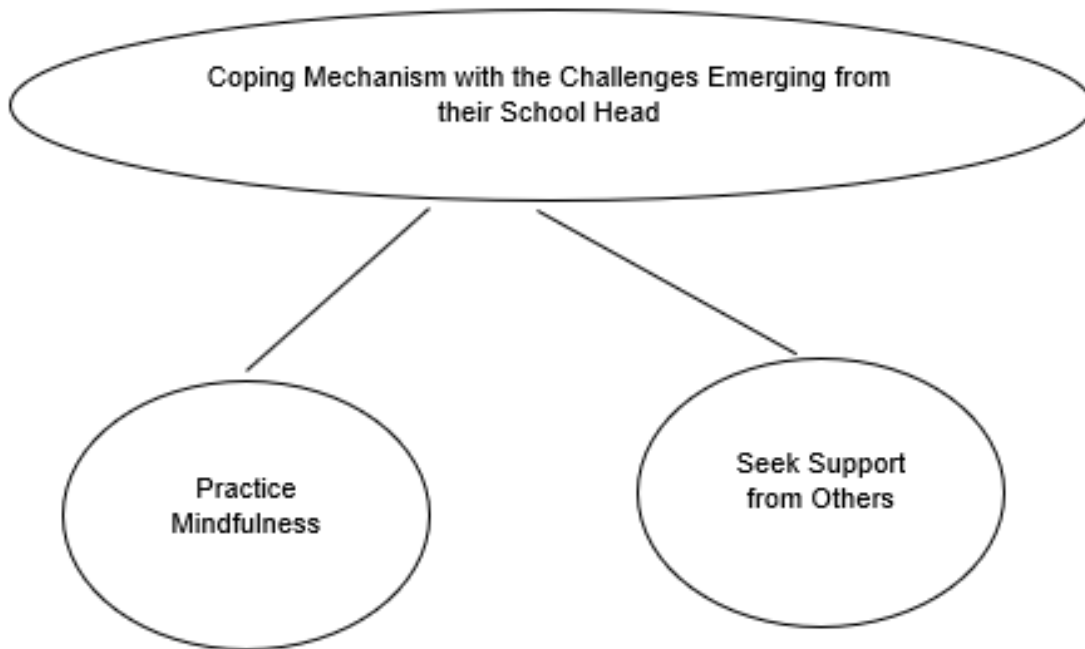 Coping Mechanism with the Challenges Emerging from
their School Head
Practice
Mindfulness
Seek Support
from Others